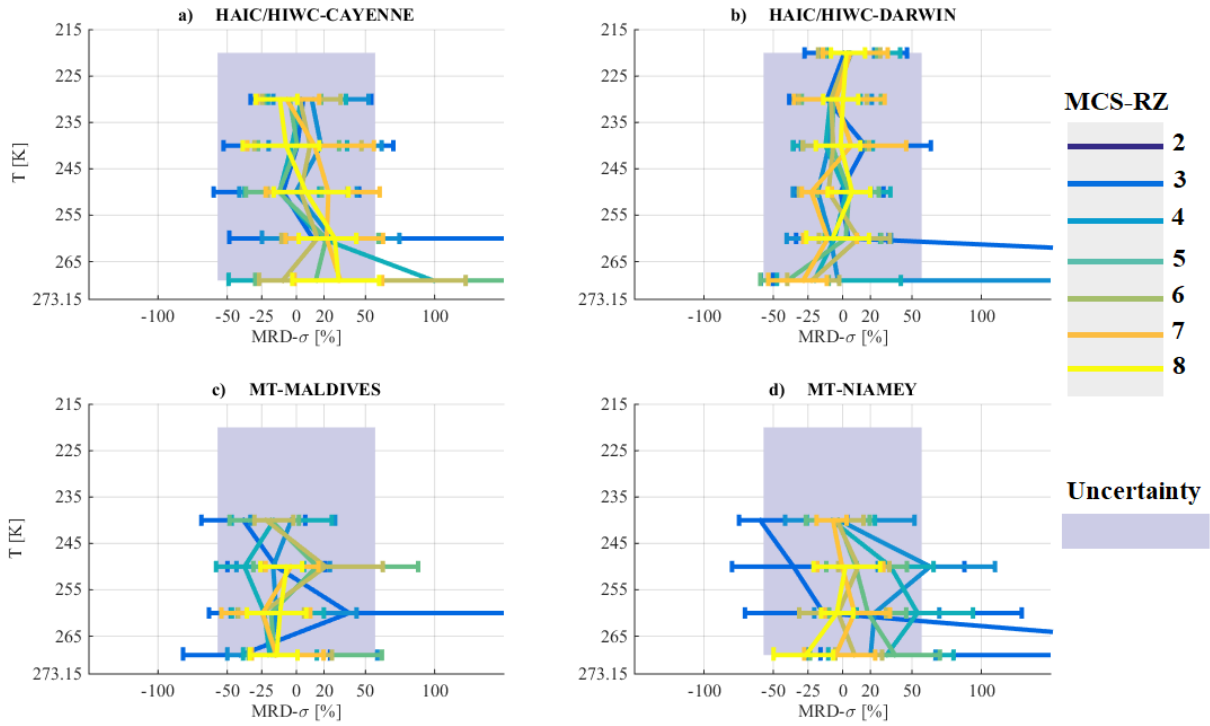 a) HAIC/HIWC-CAYENNE
215
225
235
245
255
265
273.15
T [K]
-100 -50 -25 0 20 50 100
MRD-σ [%]
b) HAIC/HIWC-DARWIN
215
225
235
245
255
265
273.15
-100 -50 -25 0 20 50 100
MRD-σ [%]
MCS-RZ
2
3
4
5
6
7
8
c) MT-MALDIVES
215
225
235
245
255
265
273.15
T [K]
-100 -50 -25 0 20 50 100
MRD-σ [%]
d) MT-NIAMEY
215
225
235
245
255
265
273.15
-100 -50 -25 0 20 50 100
MRD-σ [%]
Uncertainty